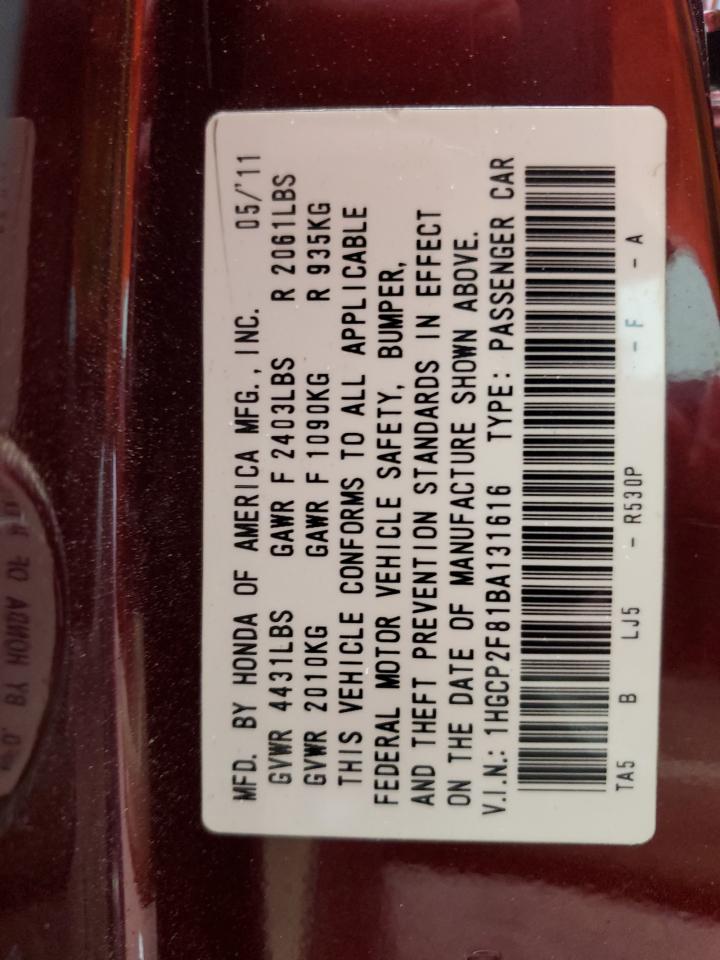 MFD. BY HONDA OF AMERICA MFG., INC. 05/'11
GVWR 4431LBS GAWR F 2403LBS R 2061LBS
GVWR 2010KG GAWR F 1090KG R 935KG
THIS VEHICLE CONFORMS TO ALL APPLICABLE
FEDERAL MOTOR VEHICLE SAFETY, BUMPER,
AND THEFT PREVENTION STANDARDS IN EFFECT
ON THE DATE OF MANUFACTURE SHOWN ABOVE.
V.I.N.: 1HGCP2F81BA131616 TYPE: PASSENGER CAR
TA5 B LJ5 - R530P - F - A